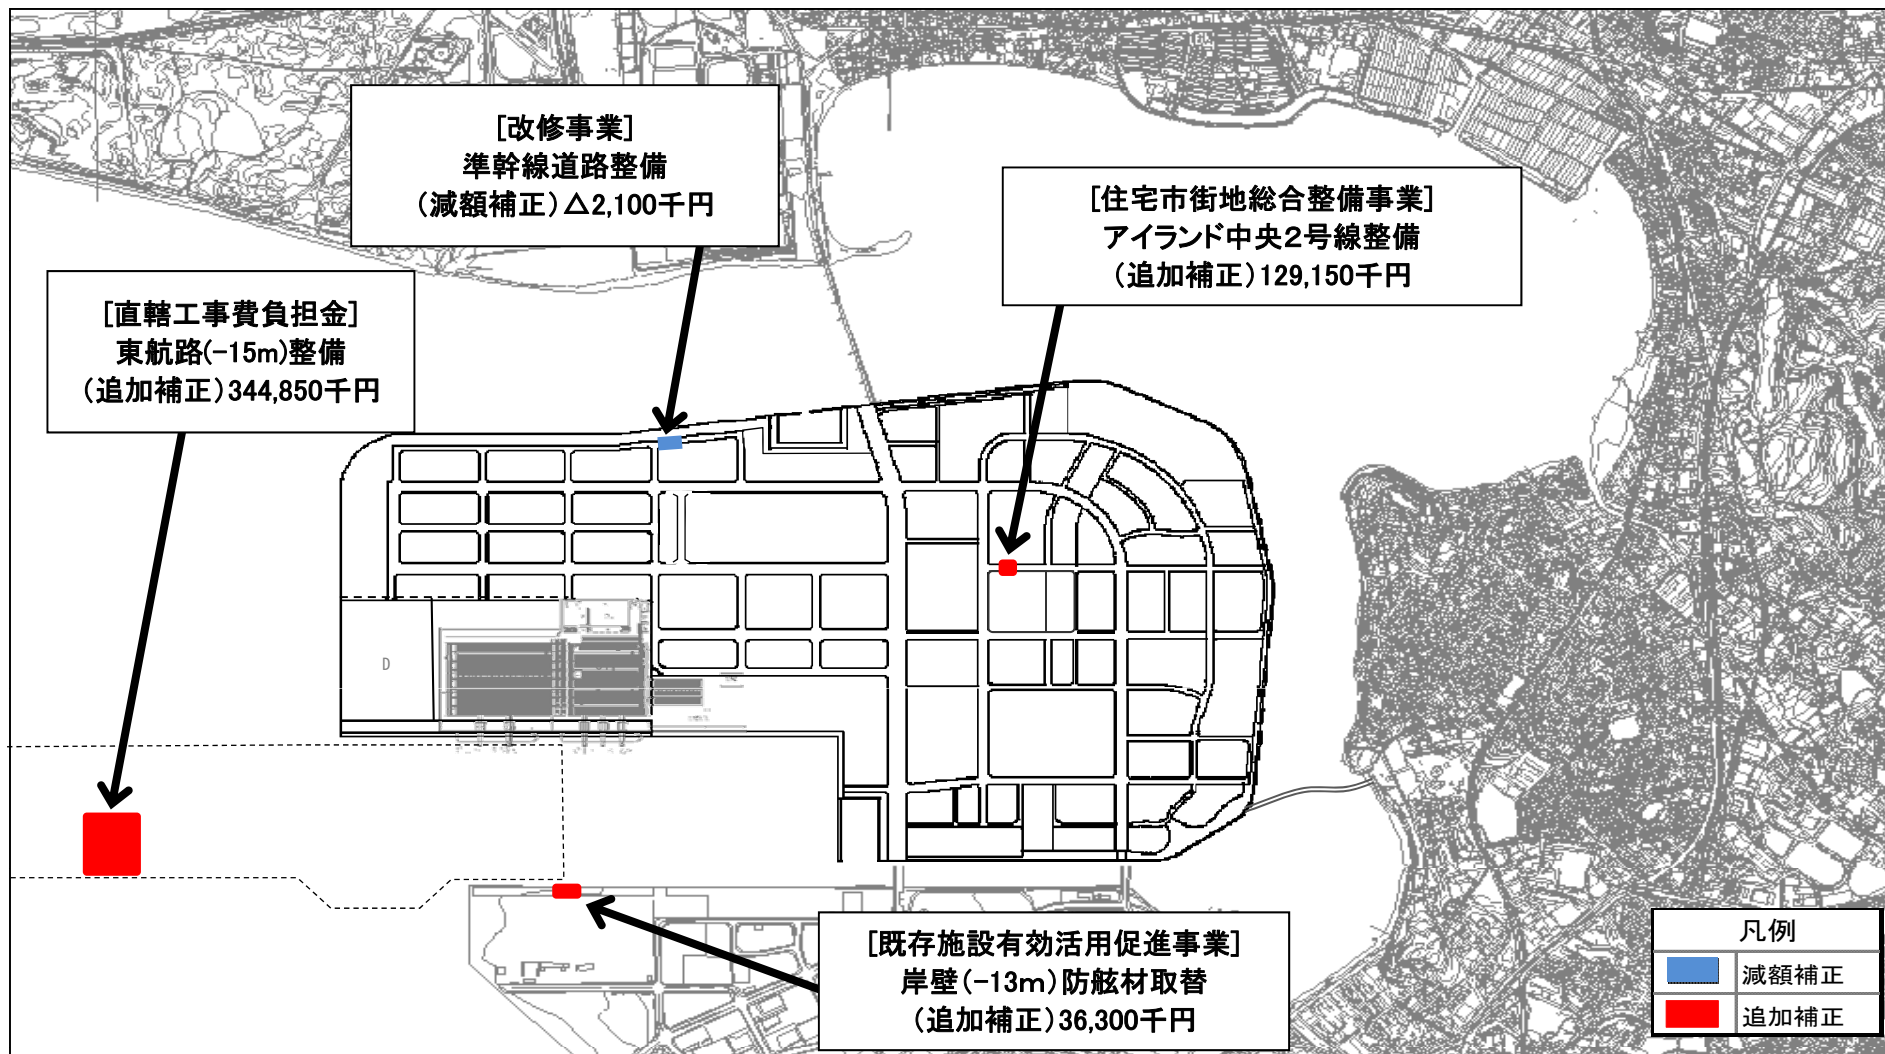 [改修事業]
準幹線道路整備
(減額補正)△2,100千円
[住宅市街地総合整備事業]
アイランド中央2号線整備
(追加補正)129,150千円
[直轄工事費負担金]
東航路(-15m)整備
(追加補正)344,850千円
D
[既存施設有効活用促進事業]
岸壁(-13m)防舷材取替
(追加補正)36,300千円
凡例
減額補正
追加補正